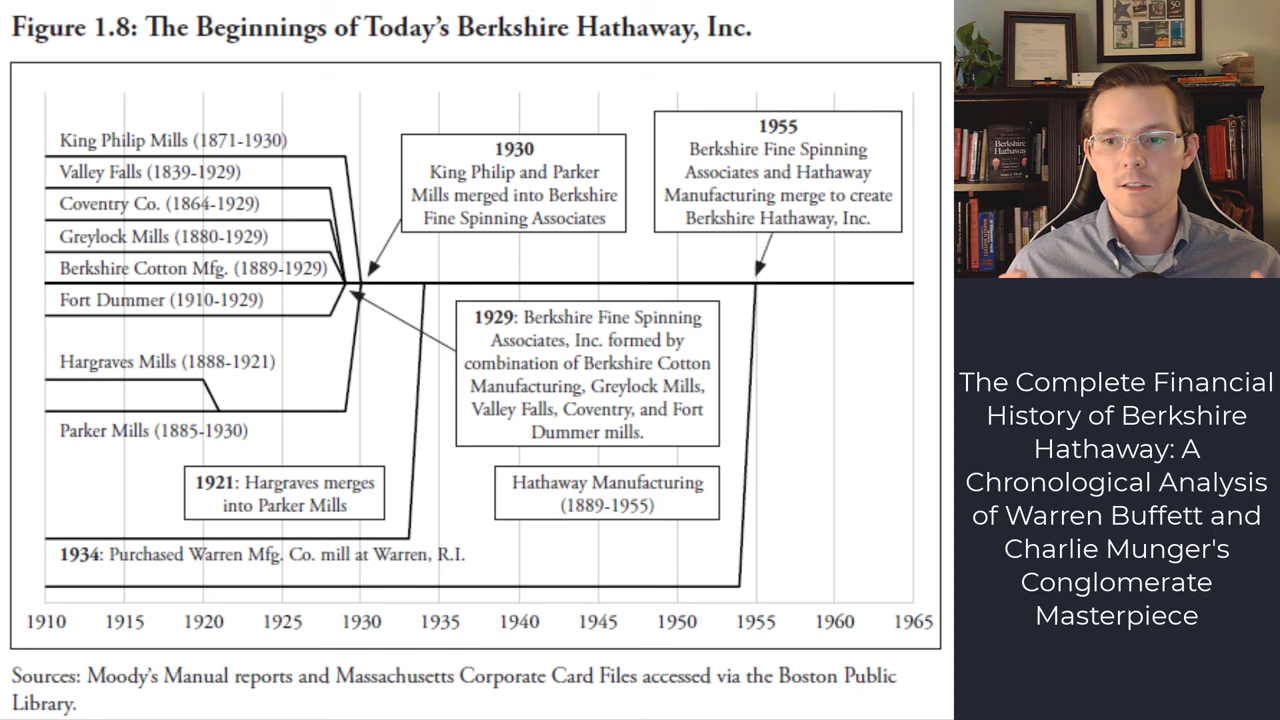 Figure 1.8: The Beginnings of Today's Berkshire Hathaway, Inc.
King Philip Mills (1871-1930)
Valley Falls (1839-1929)
Coventry Co. (1864-1929)
Greylock Mills (1880-1929)
Berkshire Cotton Mfg. (1889-1929)
Fort Dummer (1910-1929)
Hargraves Mills (1888-1921)
Parker Mills (1885-1930)
1930
King Philip and Parker
Mills merged into Berkshire
Fine Spinning Associates
1955
Berkshire Fine Spinning
Associates and Hathaway
Manufacturing merge to create
Berkshire Hathaway, Inc.
1929: Berkshire Fine Spinning
Associates, Inc. formed by
combination of Berkshire Cotton
Manufacturing, Greylock Mills,
Valley Falls, Coventry, and Fort
Dummer mills.
1921: Hargraves merges
into Parker Mills
Hathaway Manufacturing
(1889-1955)
1934: Purchased Warren Mfg. Co. mill at Warren, R.I.
1910 1915 1920 1925 1930 1935 1940 1945 1950 1955 1960 1965
Sources: Moody's Manual reports and Massachusetts Corporate Card Files accessed via the Boston Public
Library.
Berkshire
Hathaway
The Complete Financial
History of Berkshire
Hathaway: A
Chronological Analysis
of Warren Buffett and
Charlie Munger's
Conglomerate
Masterpiece